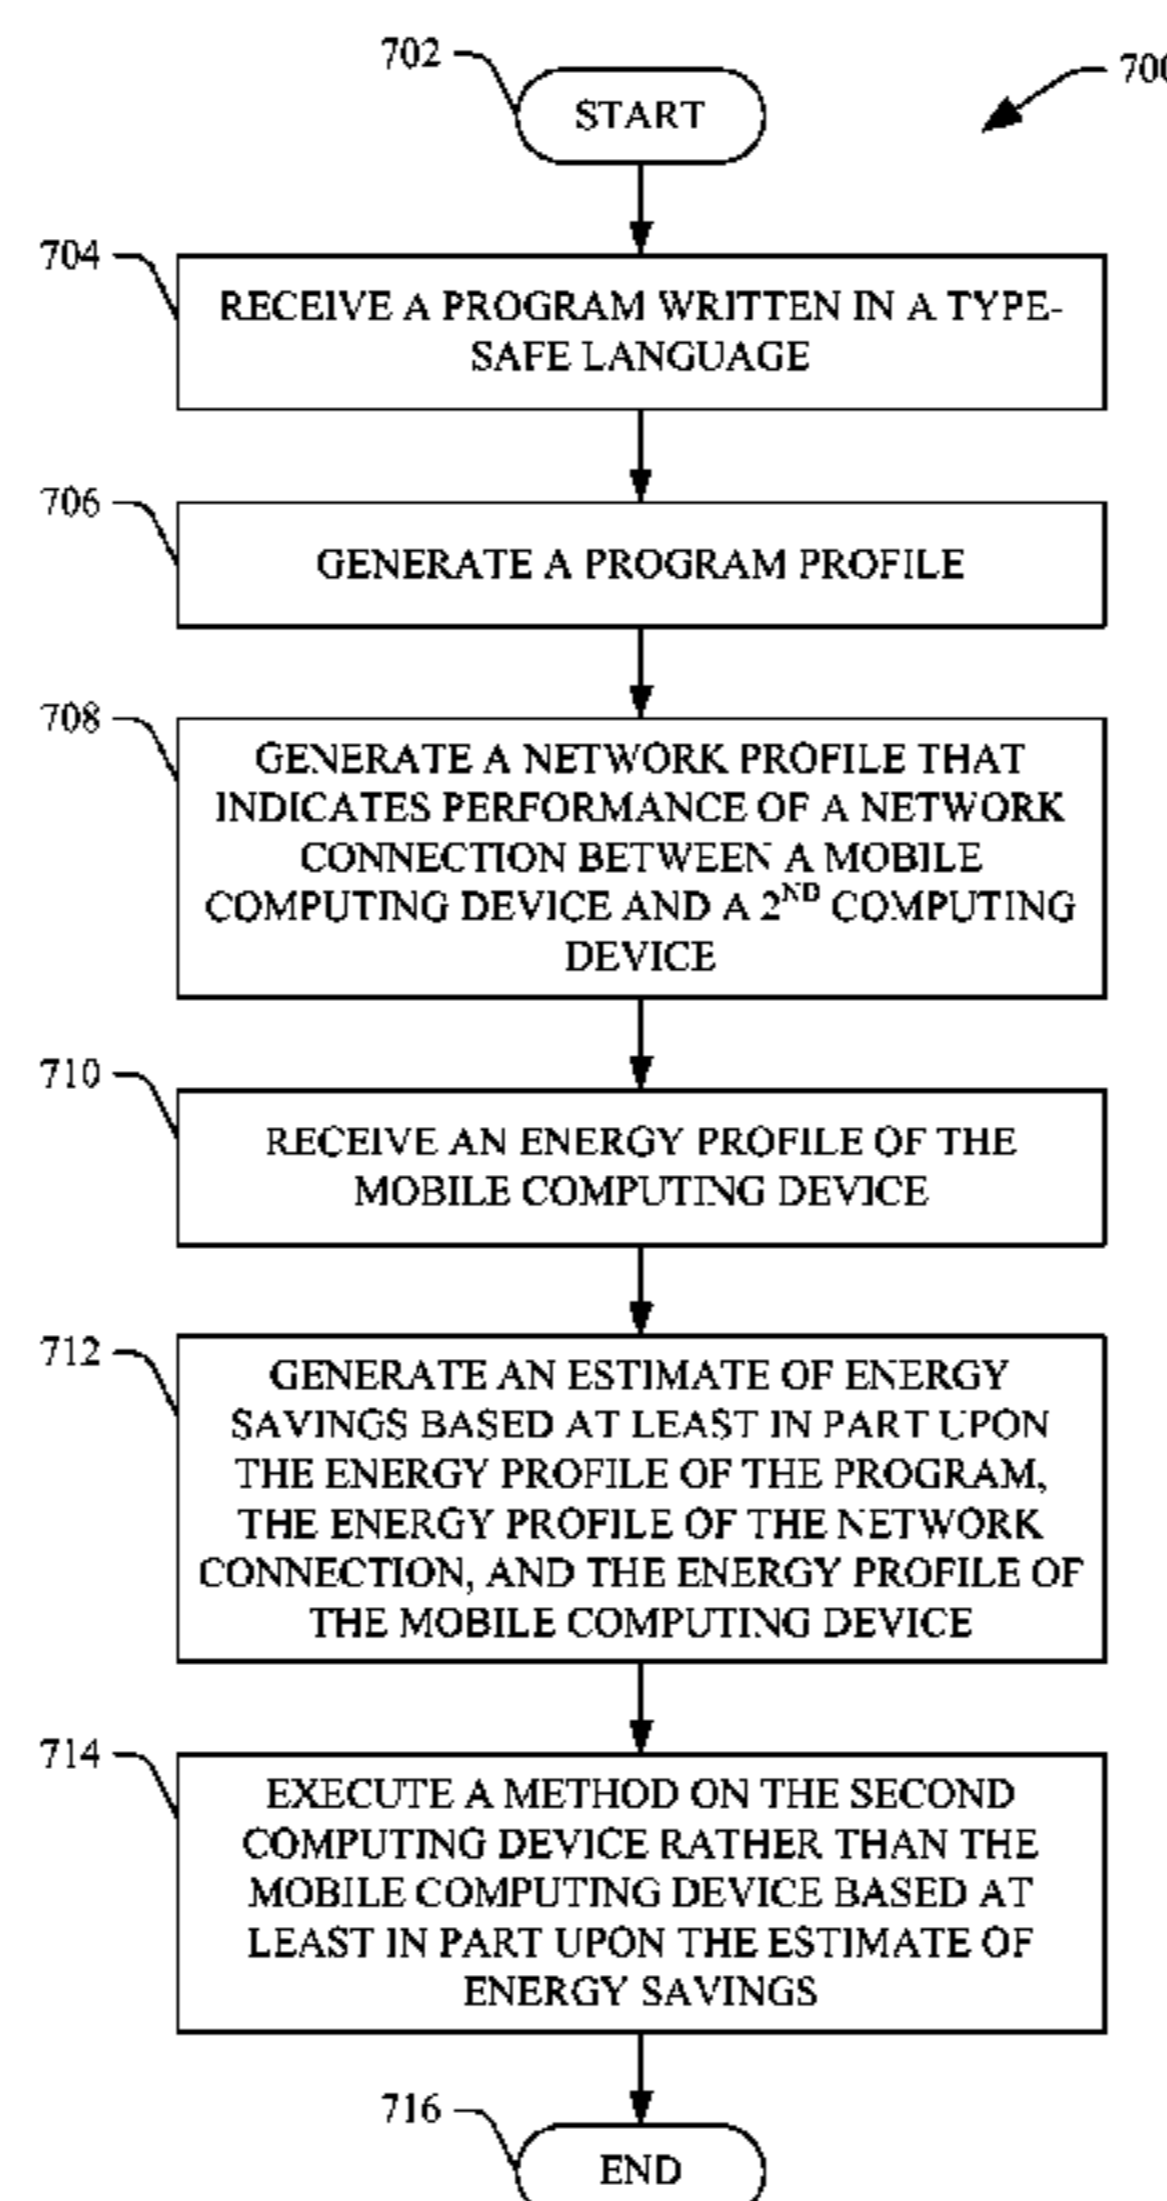 702
700
START
704
RECEIVE A PROGRAM WRITTEN IN A TYPE-
SAFE LANGUAGE
706
GENERATE A PROGRAM PROFILE
708
GENERATE A NETWORK PROFILE THAT
INDICATES PERFORMANCE OF A NETWORK
CONNECTION BETWEEN A MOBILE
COMPUTING DEVICE AND A 2ND COMPUTING
DEVICE
710
RECEIVE AN ENERGY PROFILE OF THE
MOBILE COMPUTING DEVICE
712
GENERATE AN ESTIMATE OF ENERGY
SAVINGS BASED AT LEAST IN PART UPON
THE ENERGY PROFILE OF THE PROGRAM,
THE ENERGY PROFILE OF THE NETWORK
CONNECTION, AND THE ENERGY PROFILE OF
THE MOBILE COMPUTING DEVICE
714
EXECUTE A METHOD ON THE SECOND
COMPUTING DEVICE RATHER THAN THE
MOBILE COMPUTING DEVICE BASED AT
LEAST IN PART UPON THE ESTIMATE OF
ENERGY SAVINGS
716
END